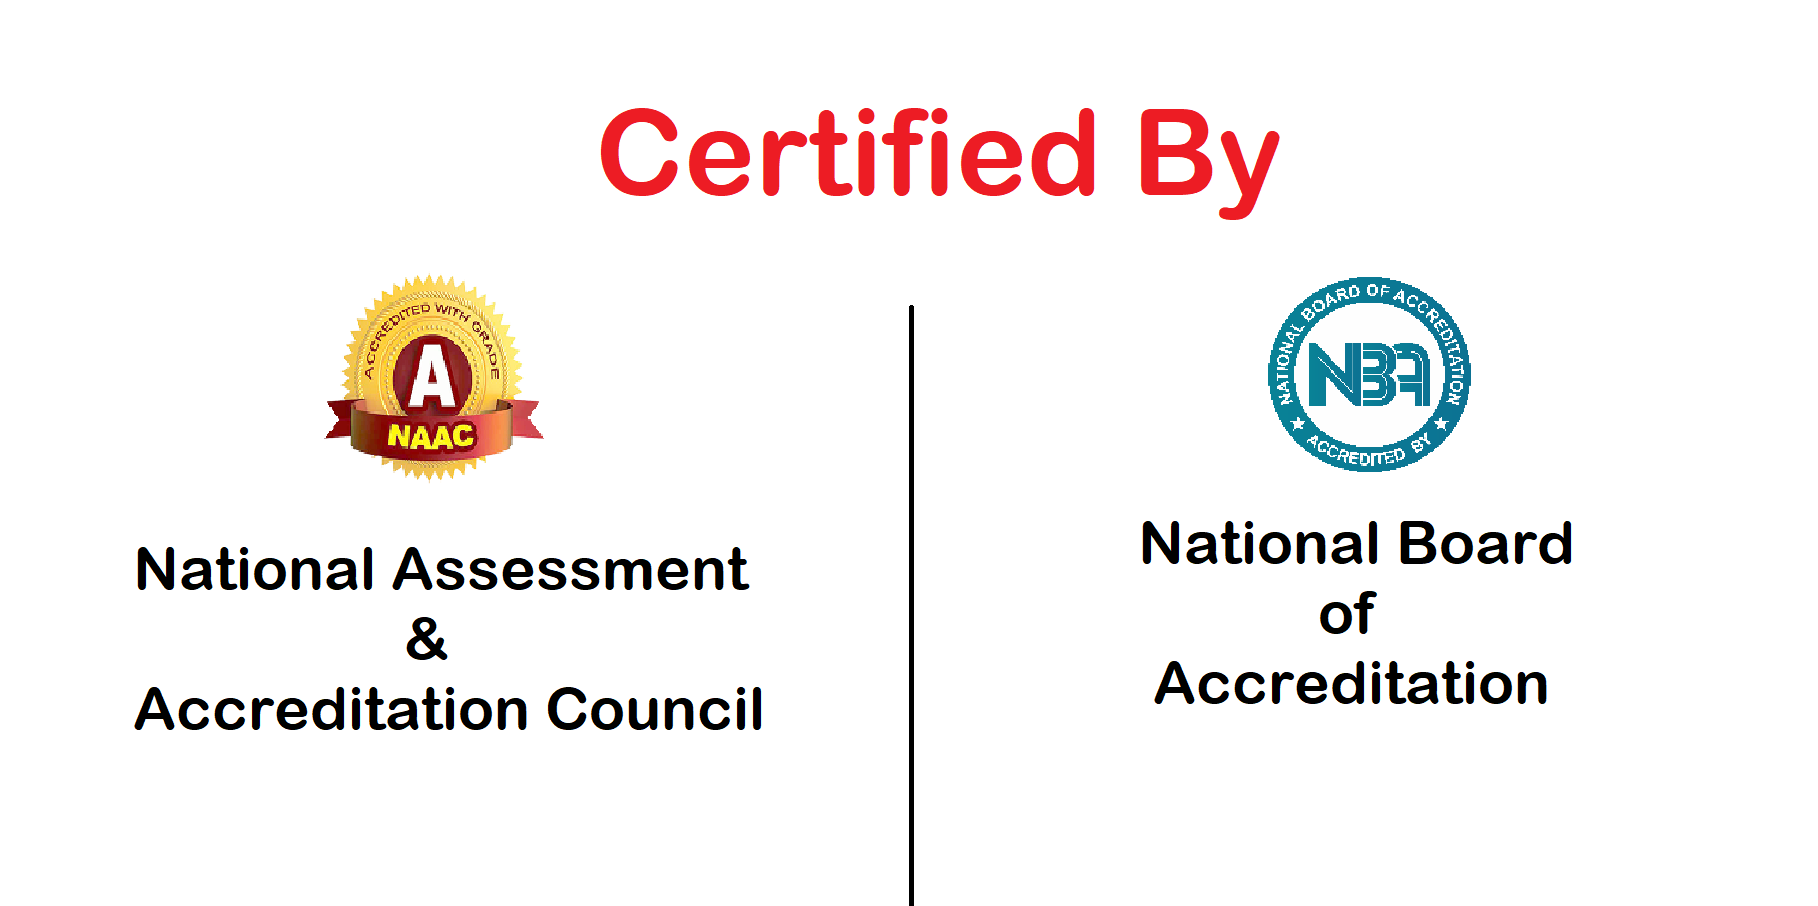 Certified By
ACCREDITED WITH GRADE
A
NAAC
National Assessment
&
Accreditation Council
NATIONAL BOARD OF ACCREDITATION
NBA
ACCREDITED BY
National Board
of
Accreditation